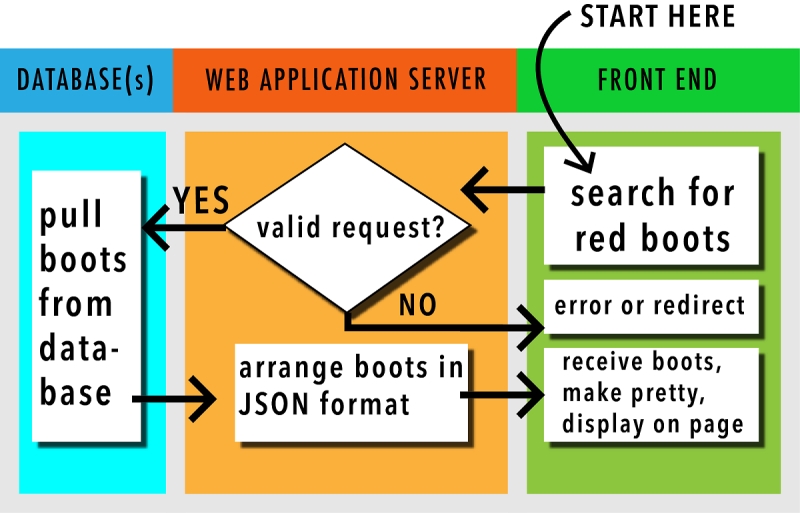 START HERE
DATABASE(s)
WEB APPLICATION SERVER
FRONT END
search for
red boots
valid request?
YES
pull
boots
from
data-
base
NO
error or redirect
arrange boots in
JSON format
receive boots,
make pretty,
display on page